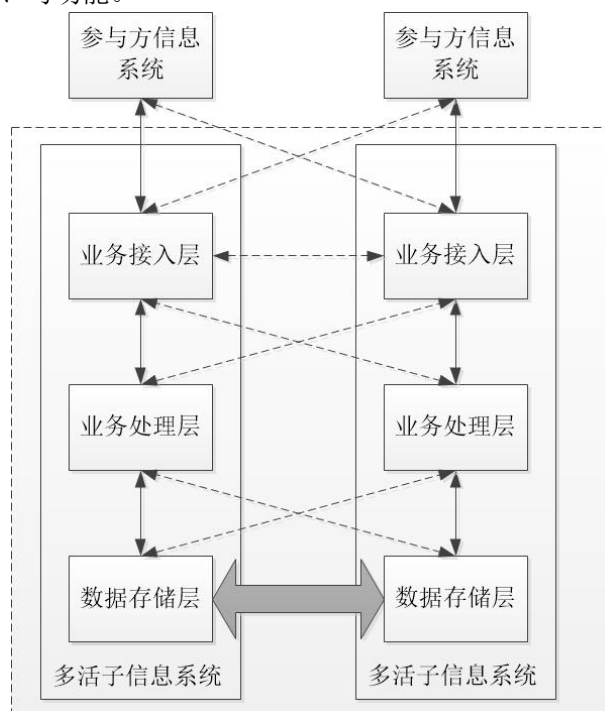 功能。
参与方信息
系统
参与方信息
系统
业务接入层
业务接入层
业务处理层
业务处理层
数据存储层
数据存储层
多活子信息系统
多活子信息系统